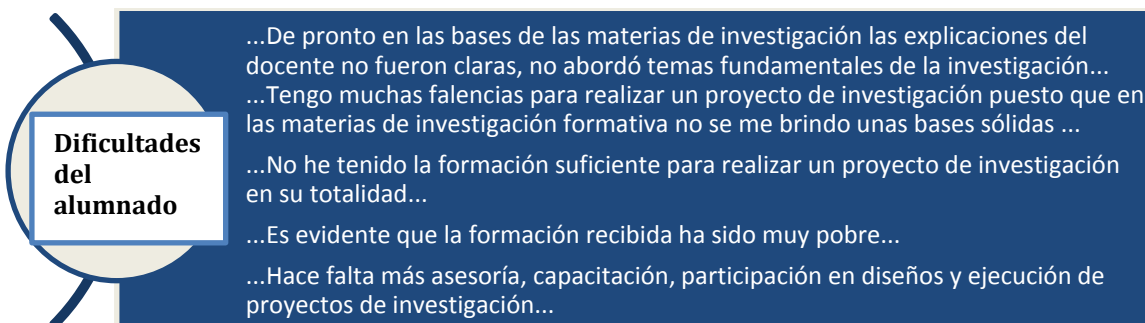 Dificultades
del
alumnado
...De pronto en las bases de las materias de investigación las explicaciones del
docente no fueron claras, no abordó temas fundamentales de la investigación...
...Tengo muchas falencias para realizar un proyecto de investigación puesto que en
las materias de investigación formativa no se me brindo unas bases sólidas ...
...No he tenido la formación suficiente para realizar un proyecto de investigación
en su totalidad...
...Es evidente que la formación recibida ha sido muy pobre...
...Hace falta más asesoría, capacitación, participación en diseños y ejecución de
proyectos de investigación...